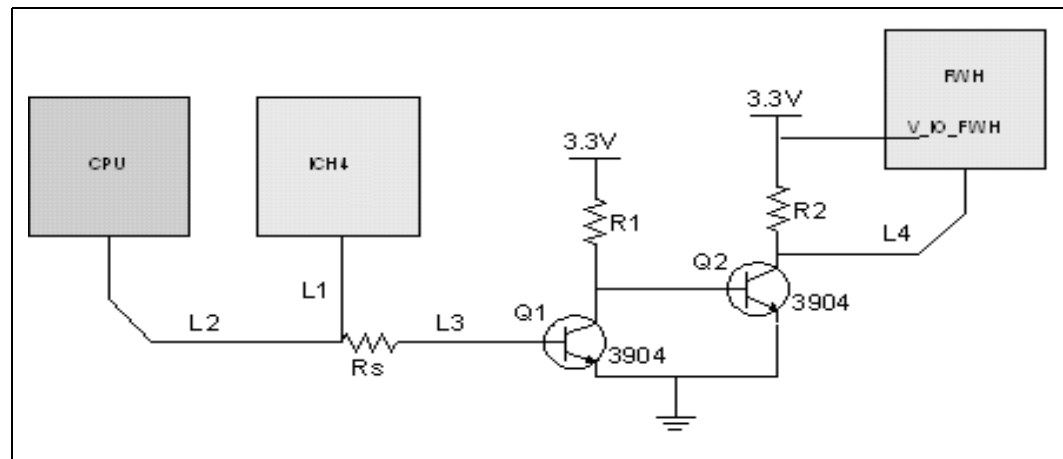 FWH
V_IO_FWH
3.3V
3.3V
CPU
ICH4
R1
R2
L4
Q2
3904
L1
L2
Rs
L3
Q1
3904